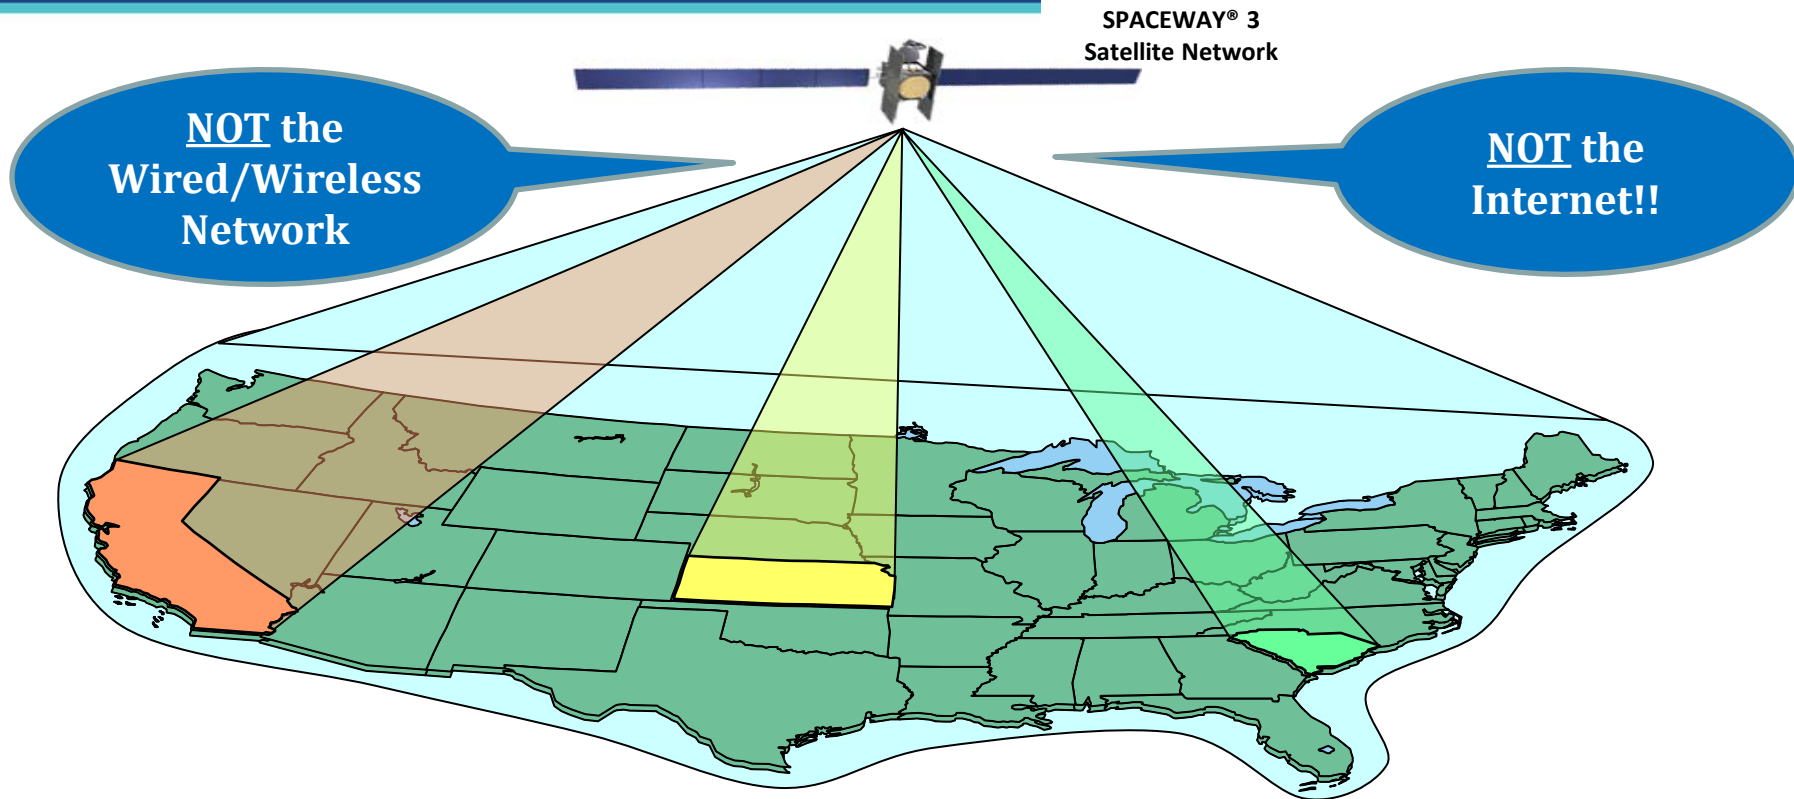 SPACEWAY® 3
Satellite Network
NOT the
Wired/Wireless
Network
NOT the
Internet!!